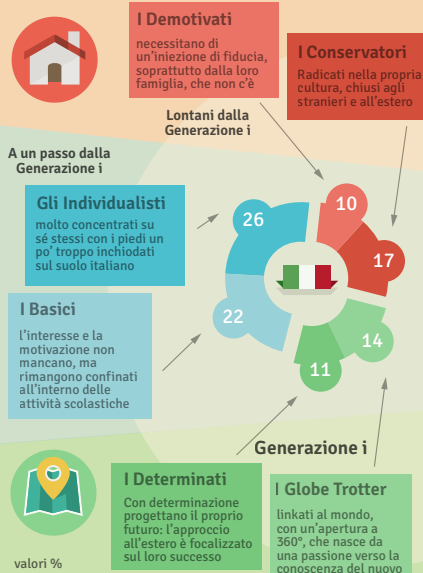 I Demotivati
necessitano di
un'iniezione di fiducia,
soprattutto dalla loro
famiglia, che non c'è
I Conservatori
Radicati nella propria
cultura, chiusi agli
stranieri e all'estero
Lontani dalla
Generazione i
A un passo dalla
Generazione i
Gli Individualisti
molto concentrati su
sé stessi con i piedi un
po' troppo inchiodati
sul suolo italiano
26
10
17
22
14
11
I Basici
l'interesse e la
motivazione non
mancano, ma
rimangono confinati
all'interno delle
attività scolastiche
Generazione i
I Determinati
Con determinazione
progettano il proprio
futuro: l'approccio
all'estero è focalizzato
sul loro successo
I Globe Trotter
linkati al mondo,
con un'apertura a
360°, che nasce da
una passione verso la
conoscenza del nuovo
valori %